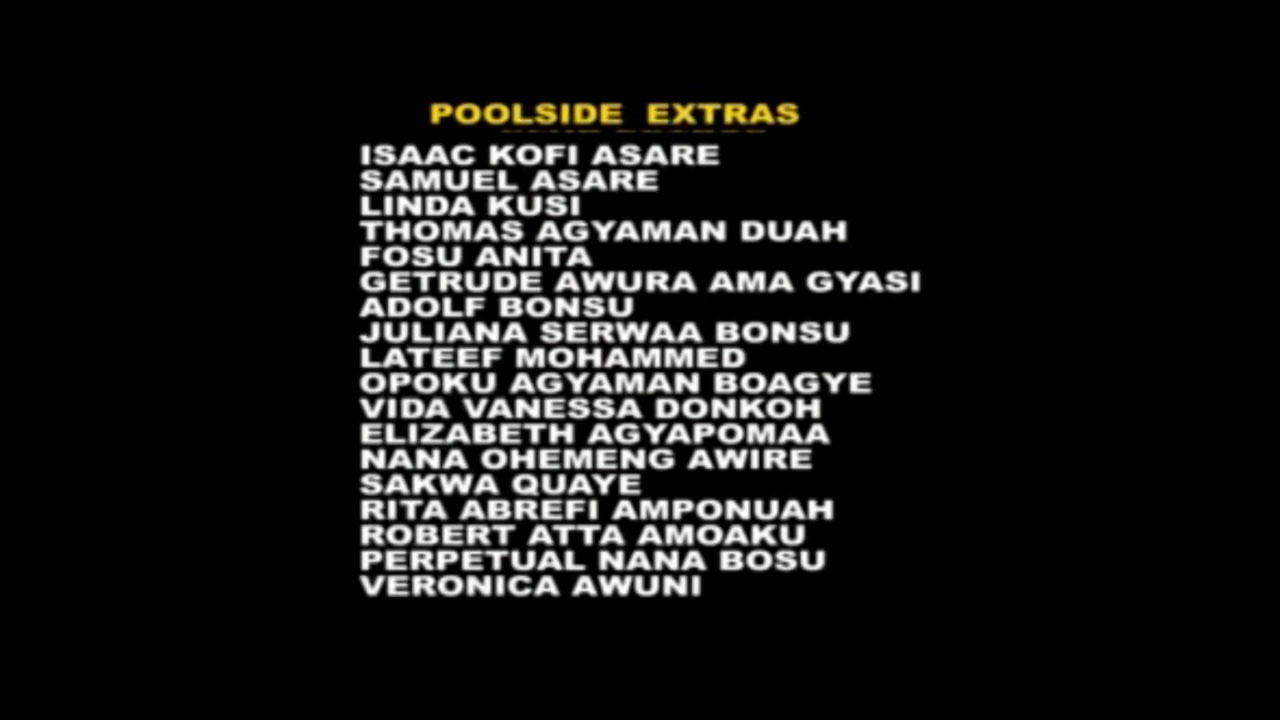 POOLSIDE EXTRAS
ISAAC KOFI ASARE
SAMUEL ASARE
LINDA KUSI
THOMAS AGYAMAN DUAH
FOSU ANITA
GETRUDE AWURA AMA GYASI
ADOLF BONSU
JULIANA SERWAA BONSU
LATEEF MOHAMMED
OPOKU AGYAMAN BOAGYE
VIDA VANESSA DONKOH
ELIZABETH AGYAPOMAA
NANA OHEMENG AWIRE
SAKWA QUAYE
RITA ABREFI AMPONUAH
ROBERT ATTA AMOAKU
PERPETUAL NANA BOSU
VERONICA AWUNI